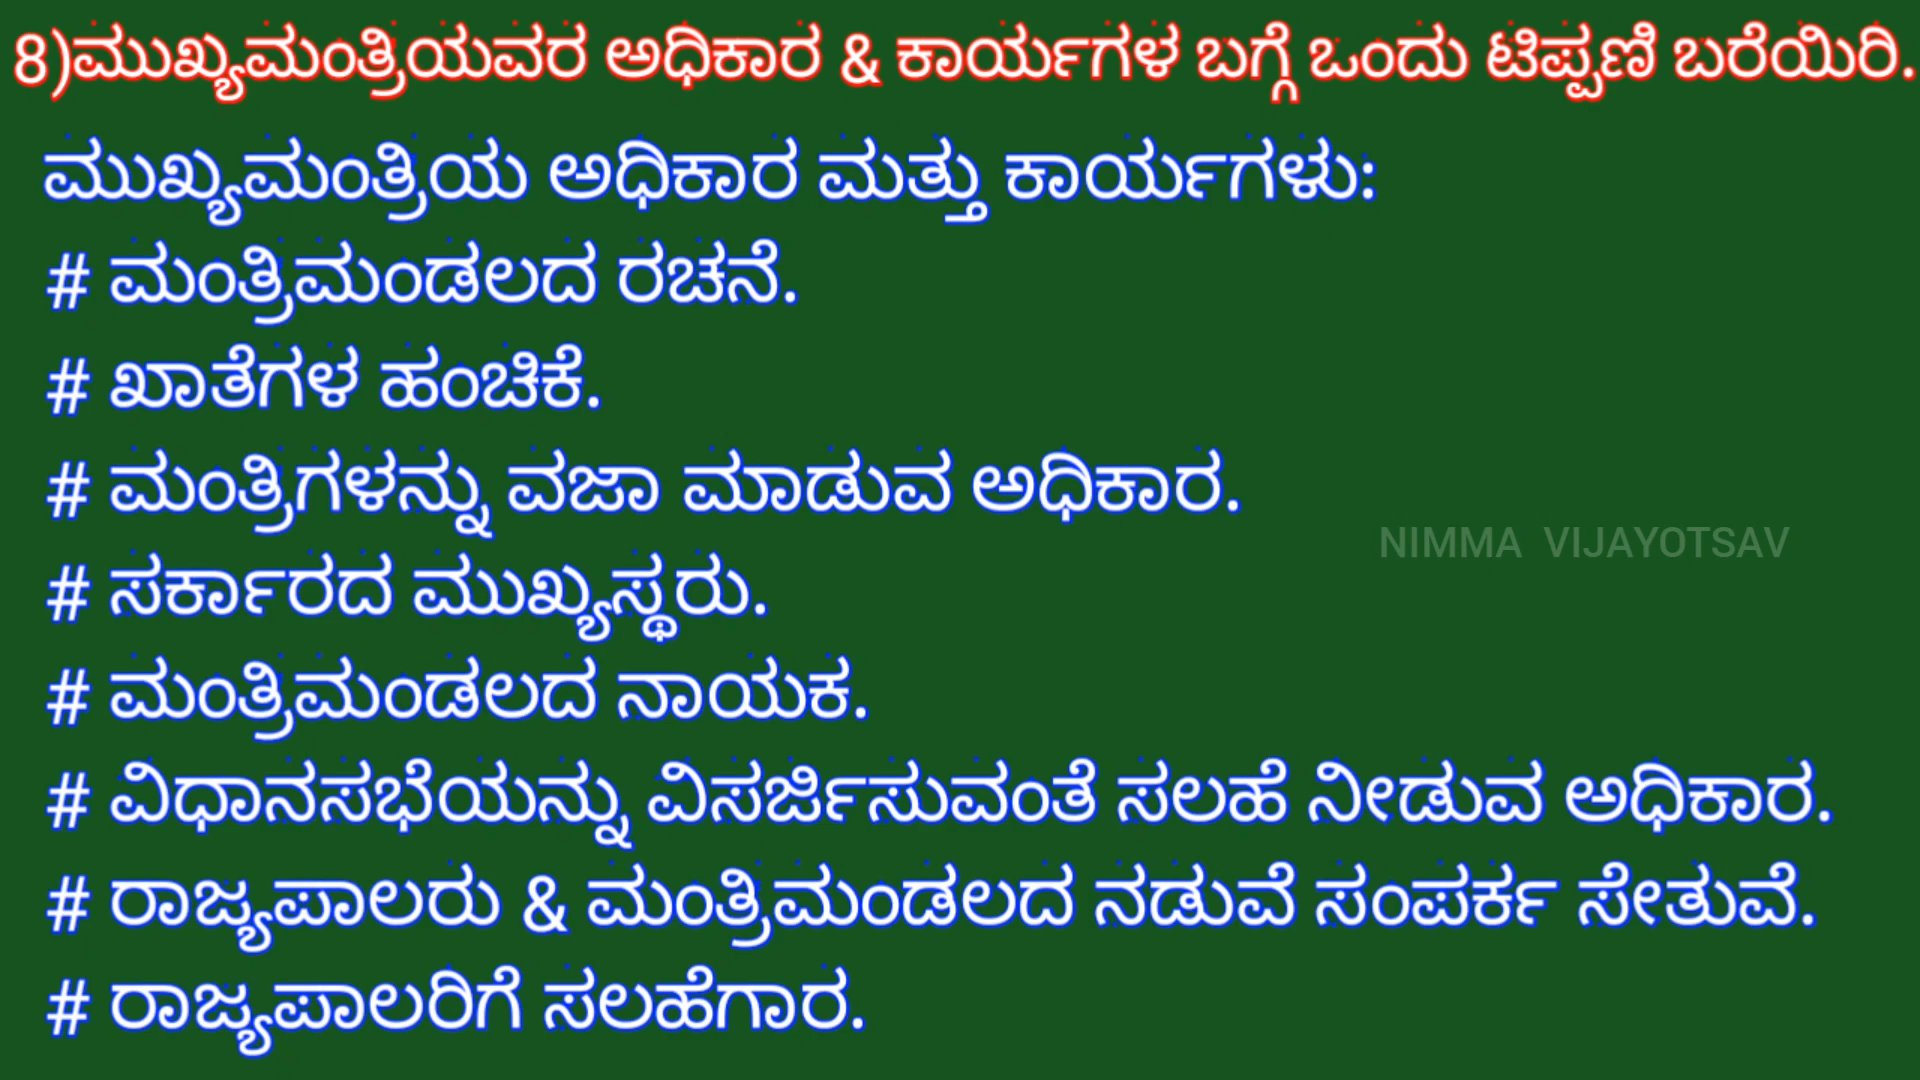 8)ಮುಖ್ಯಮಂತ್ರಿಯವರ ಅಧಿಕಾರ & ಕಾರ್ಯಗಳ ಬಗ್ಗೆ ಒಂದು ಟಿಪ್ಪಣಿ ಬರೆಯಿರಿ.
ಮುಖ್ಯಮಂತ್ರಿಯ ಅಧಿಕಾರ ಮತ್ತು ಕಾರ್ಯಗಳು:
# ಮಂತ್ರಿಮಂಡಲದ ರಚನೆ.
# ಖಾತೆಗಳ ಹಂಚಿಕೆ.
# ಮಂತ್ರಿಗಳನ್ನು ವಜಾ ಮಾಡುವ ಅಧಿಕಾರ.
NIMMA VIJAYOTSAV
# ಸರ್ಕಾರದ ಮುಖ್ಯಸ್ಥರು.
# ಮಂತ್ರಿಮಂಡಲದ ನಾಯಕ.
# ವಿಧಾನಸಭೆಯನ್ನು ವಿಸರ್ಜಿಸುವಂತೆ ಸಲಹೆ ನೀಡುವ ಅಧಿಕಾರ.
# ರಾಜ್ಯಪಾಲರು & ಮಂತ್ರಿಮಂಡಲದ ನಡುವೆ ಸಂಪರ್ಕ ಸೇತುವೆ.
# ರಾಜ್ಯಪಾಲರಿಗೆ ಸಲಹೆಗಾರ.